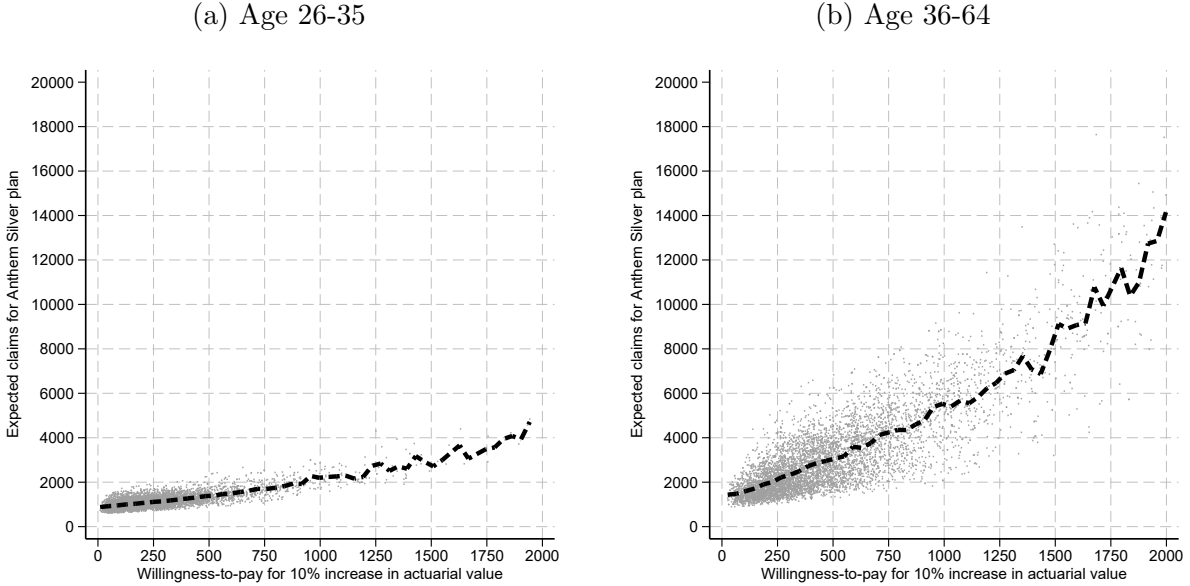 (a) Age 26-35
20000
18000
16000
14000
12000
10000
8000
6000
4000
2000
0
Expected claims for Anthem Silver plan
0 250 500 750 1000 1250 1500 1750 2000
Willingness-to-pay for 10% increase in actuarial value
(b) Age 36-64
20000
18000
16000
14000
12000
10000
8000
6000
4000
2000
0
Expected claims for Anthem Silver plan
0 250 500 750 1000 1250 1500 1750 2000
Willingness-to-pay for 10% increase in actuarial value